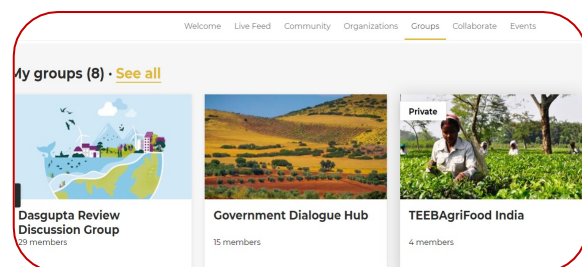 Welcome Live Feed Community Organizations Groups Collaborate Events
My groups (8) · See all
Private
Dasgupta Review
Discussion Group
29 members
Government Dialogue Hub
15 members
TEEBAgriFood India
4 members